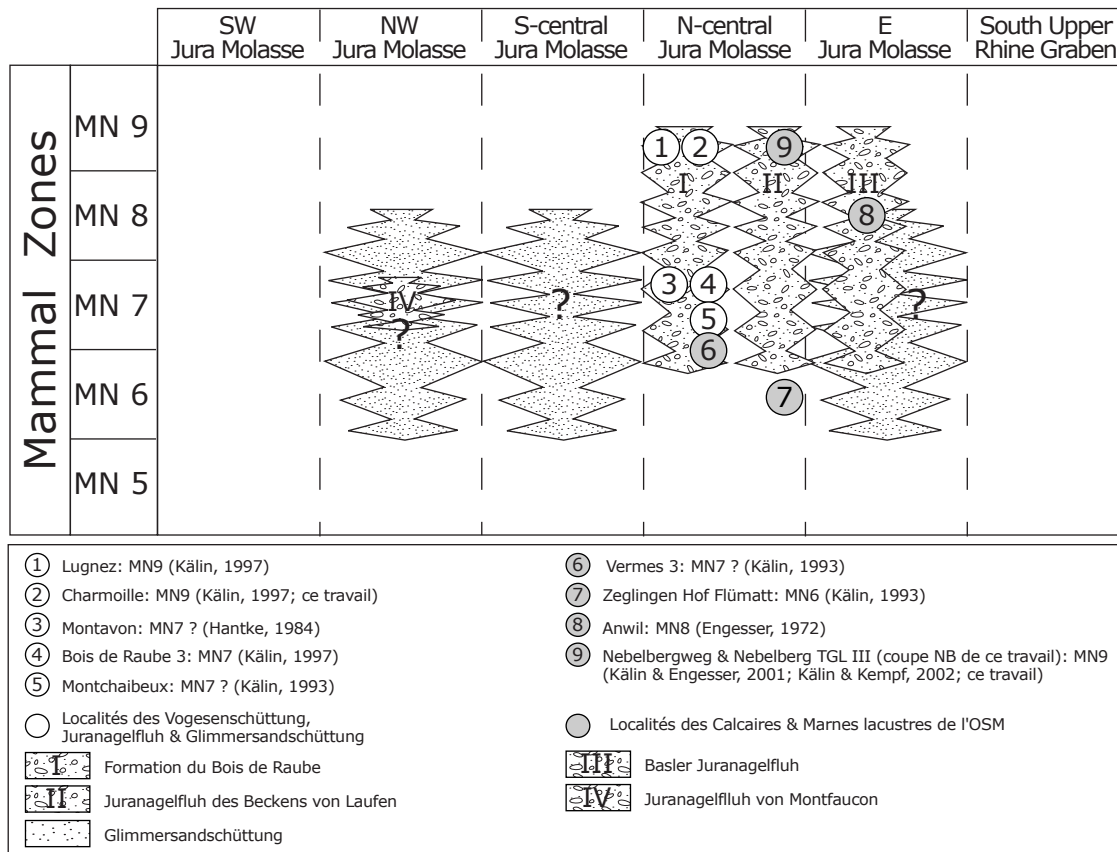 SW
Jura Molasse
NW
Jura Molasse
S-central
Jura Molasse
N-central
Jura Molasse
E
Jura Molasse
South Upper
Rhine Graben
Mammal Zones
MN 9
MN 8
MN 7
MN 6
MN 5
1 2 9
I II III
8
3 4
IV ? ? ?
5
6
7
1 Lugnez: MN9 (Kälin, 1997)
2 Charmoille: MN9 (Kälin, 1997; ce travail)
3 Montavon: MN7 ? (Hantke, 1984)
4 Bois de Raube 3: MN7 (Kälin, 1997)
5 Montchaibeux: MN7 ? (Kälin, 1993)
Localités des Vogesenschüttung,
Juranagelfluh & Glimmersandschüttung
I Formation du Bois de Raube
II Juranagelfluh des Beckens von Laufen
Glimmersandschüttung
6 Vermes 3: MN7 ? (Kälin, 1993)
7 Zeglingen Hof Flümatt: MN6 (Kälin, 1993)
8 Anwil: MN8 (Engesser, 1972)
9 Nebelbergweg & Nebelberg TGL III (coupe NB de ce travail): MN9
(Kälin & Engesser, 2001; Kälin & Kempf, 2002; ce travail)
Localités des Calcaires & Marnes lacustres de l'OSM
III Basler Juranagelfluh
IV Juranagelflluh von Montfaucon